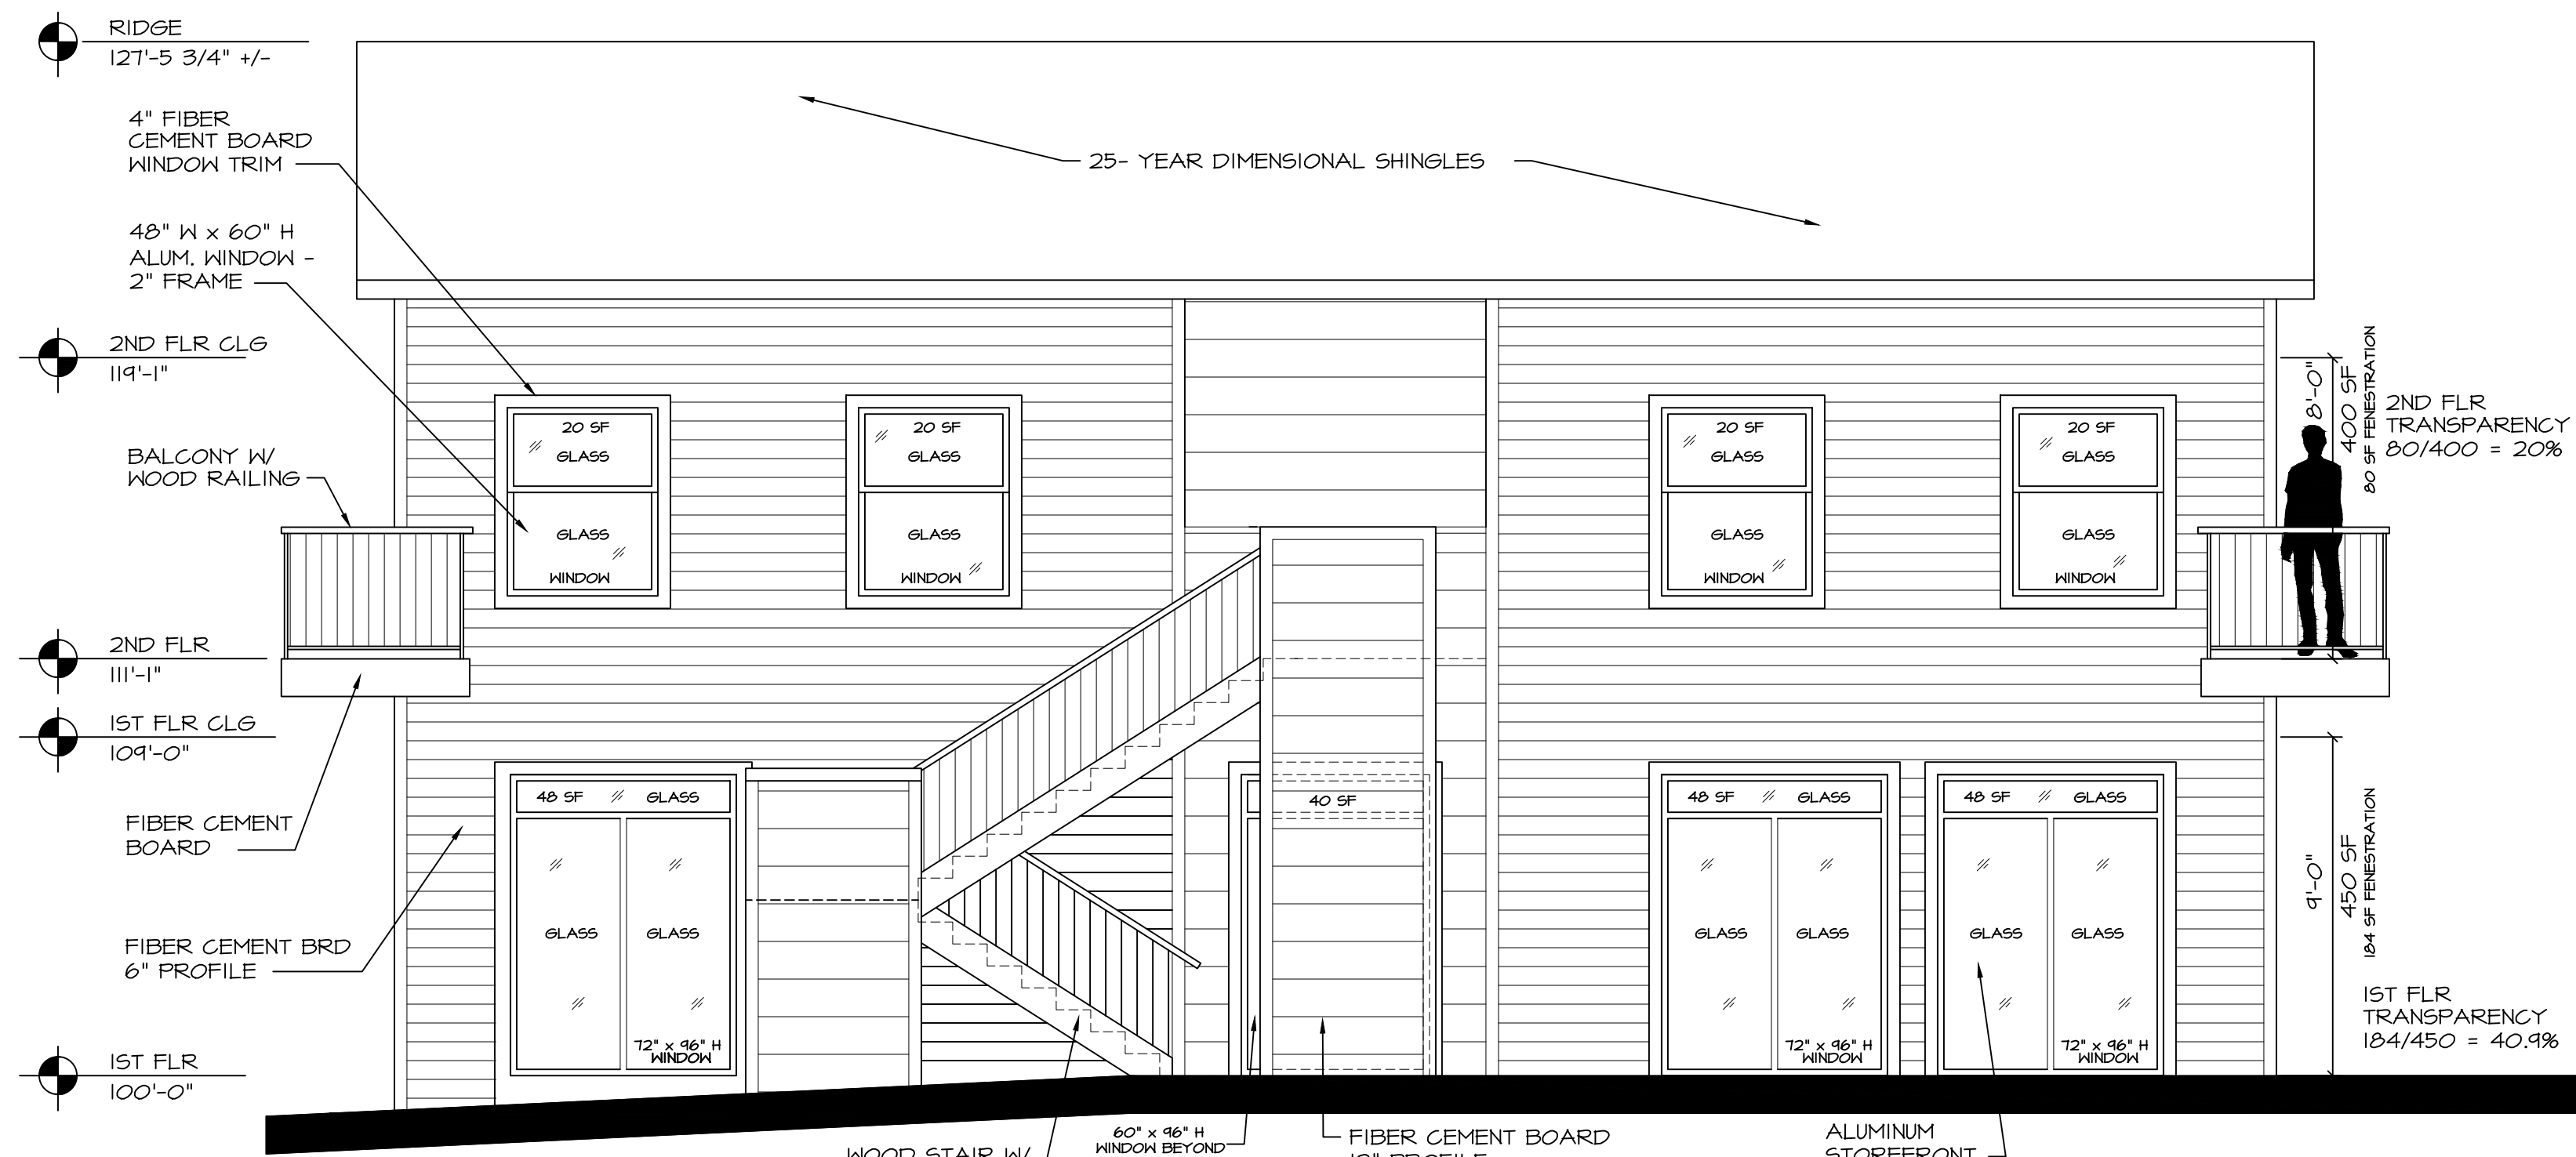 RIDGE
127'-5 3/4" +/-
4" FIBER
CEMENT BOARD
WINDOW TRIM
25- YEAR DIMENSIONAL SHINGLES
48" W x 60" H
ALUM. WINDOW -
2" FRAME
2ND FLR CLG
119'-1"
BALCONY W/
WOOD RAILING
20 SF
GLASS
GLASS
WINDOW
20 SF
GLASS
GLASS
WINDOW
20 SF
GLASS
GLASS
WINDOW
20 SF
GLASS
GLASS
WINDOW
8'-0"
400 SF
80 SF FENESTRATION
2ND FLR
TRANSPARENCY
80/400 = 20%
2ND FLR
111'-1"
1ST FLR CLG
109'-0"
FIBER CEMENT
BOARD
FIBER CEMENT BRD
6" PROFILE
48 SF GLASS
GLASS GLASS
72" x 96" H
WINDOW
40 SF
48 SF GLASS
GLASS GLASS
72" x 96" H
WINDOW
48 SF GLASS
GLASS GLASS
72" x 96" H
WINDOW
9'-0"
450 SF
184 SF FENESTRATION
1ST FLR
TRANSPARENCY
184/450 = 40.9%
1ST FLR
100'-0"
WOOD STAIR W/
60" x 96" H
WINDOW BEYOND
FIBER CEMENT BOARD
PROFILE
ALUMINUM
STOREFRONT